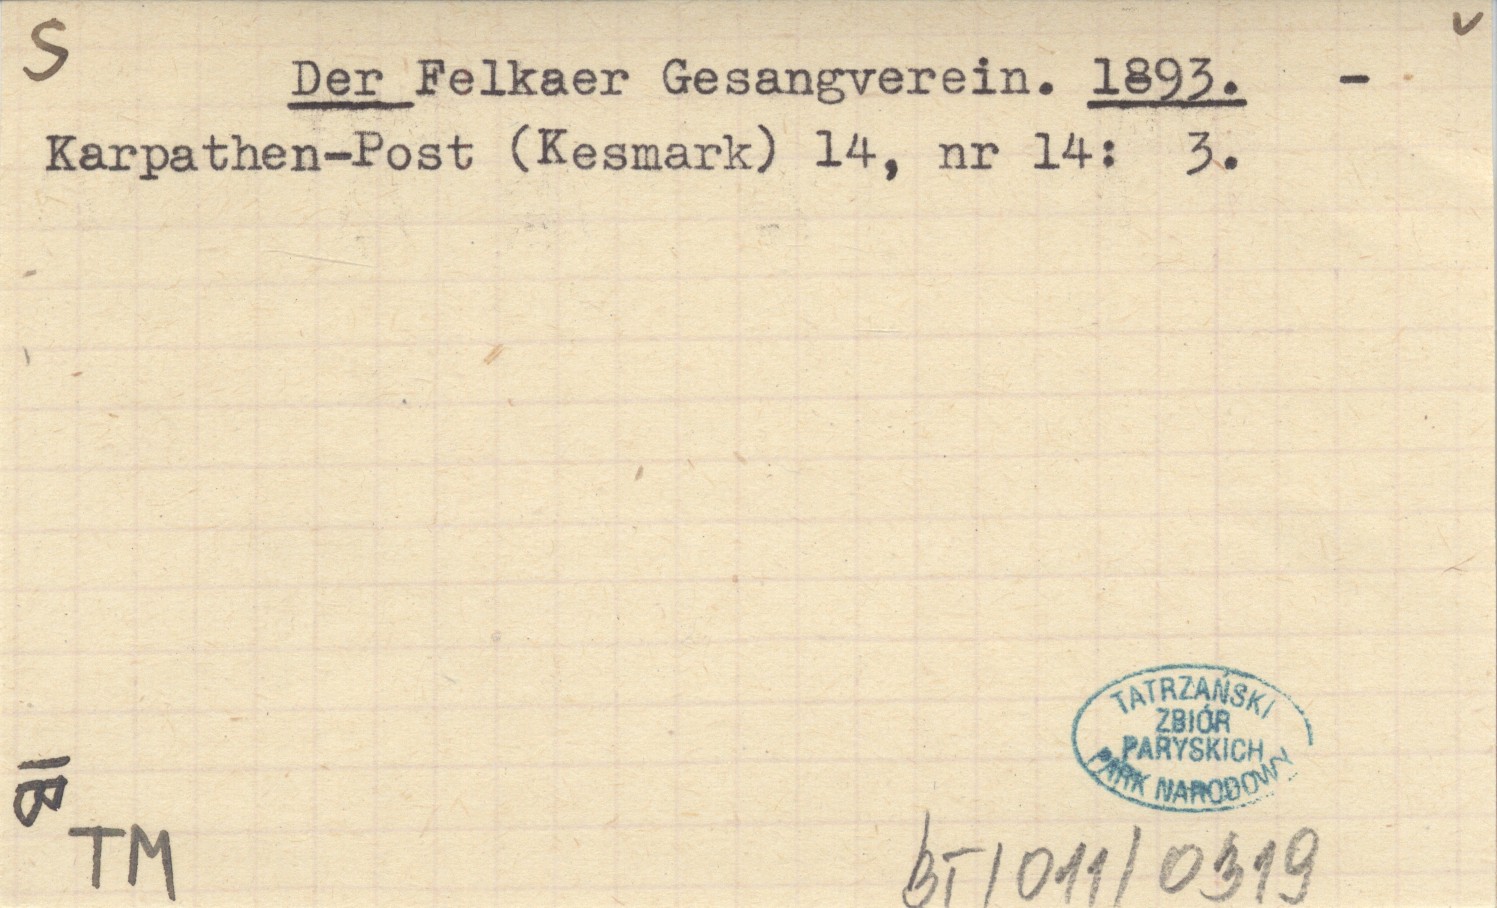 S
v
Der Felkaer Gesangverein. 1893. -
Karpathen-Post (Kesmark) 14, nr 14: 3.
TATRZAŃSKI
ZBIÓR
PARYSKICH
PARK NARODOWY
IB
TM
BT/011/0319